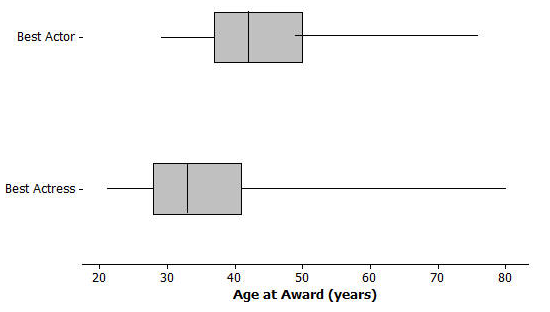 Best Actor
Best Actress
20 30 40 50 60 70 80
Age at Award (years)